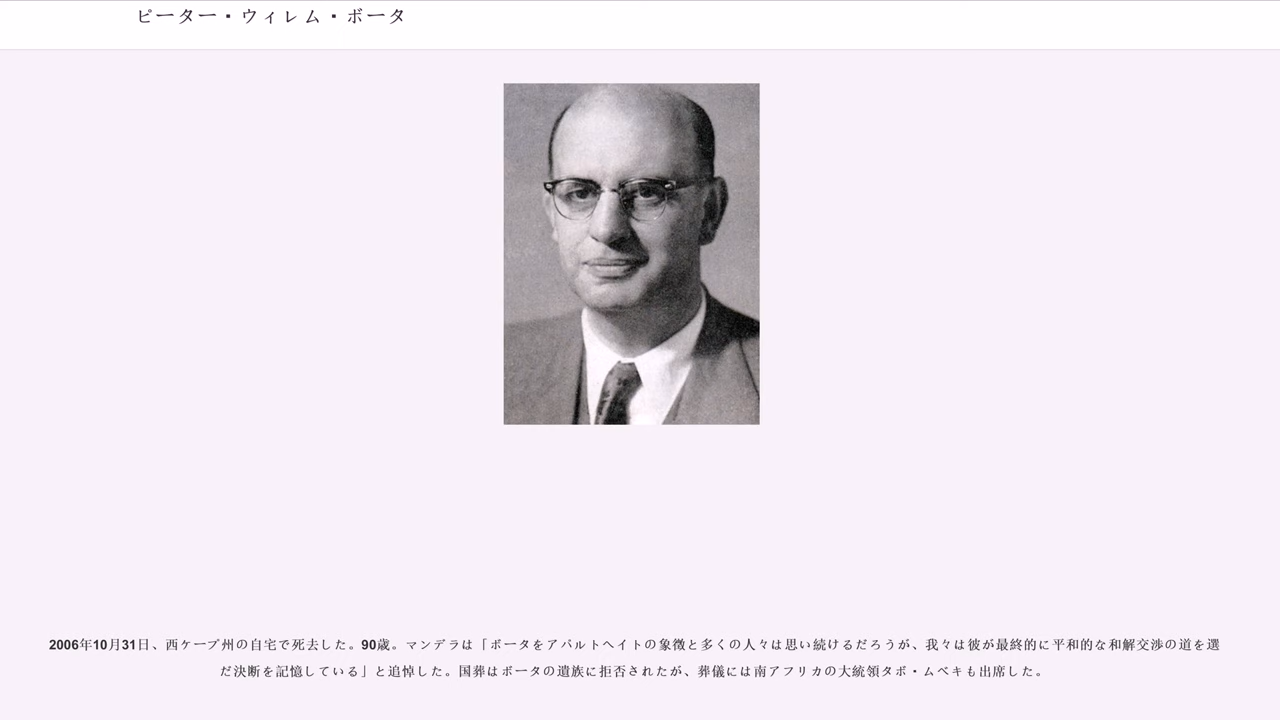 ピーター・ウィレム・ボータ
2006年10月31日、西ケープ州の自宅で死去した。90歳。マンデラは「ボータをアパルトヘイトの象徴と多くの人々は思い続けるだろうが、我々は彼が最終的に平和的な和解交渉の道を選
だ決断を記憶している」と追悼した。国葬はボータの遺族に拒否されたが、葬儀には南アフリカの大統領タボ・ムベキも出席した。